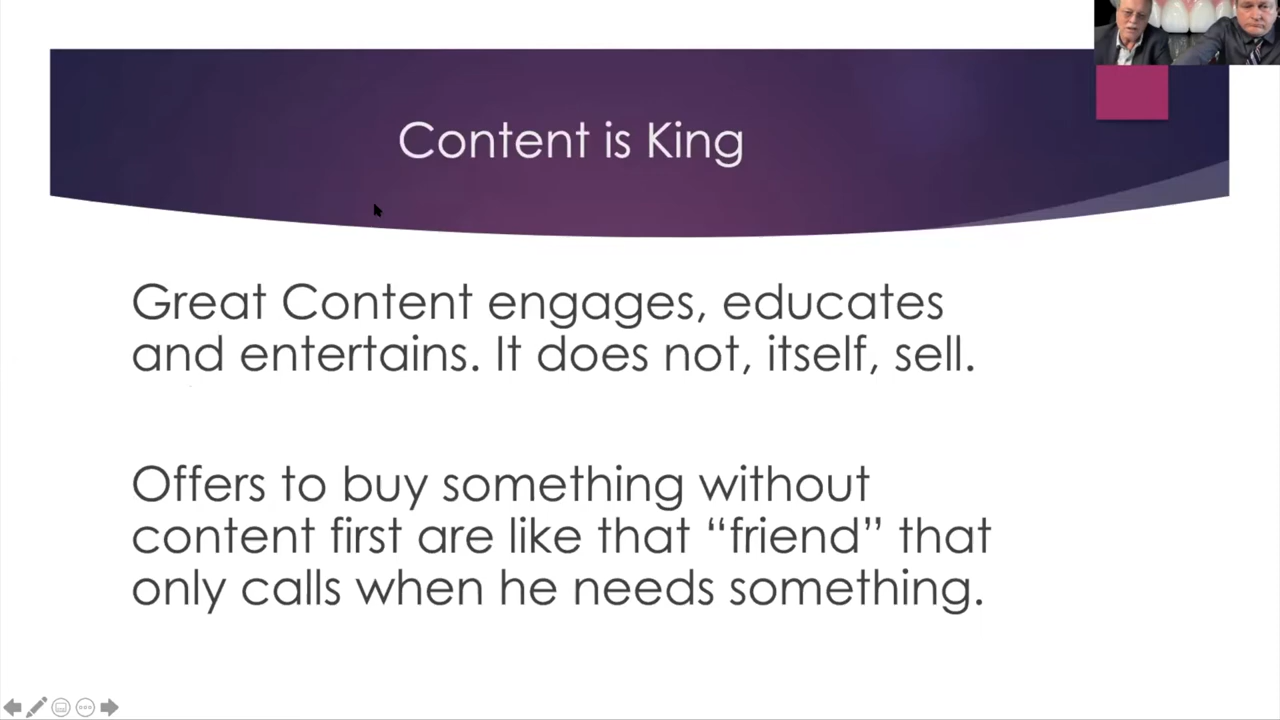 Content is King
Great Content engages, educates
and entertains. It does not, itself, sell.
Offers to buy something without
content first are like that “friend” that
only calls when he needs something.